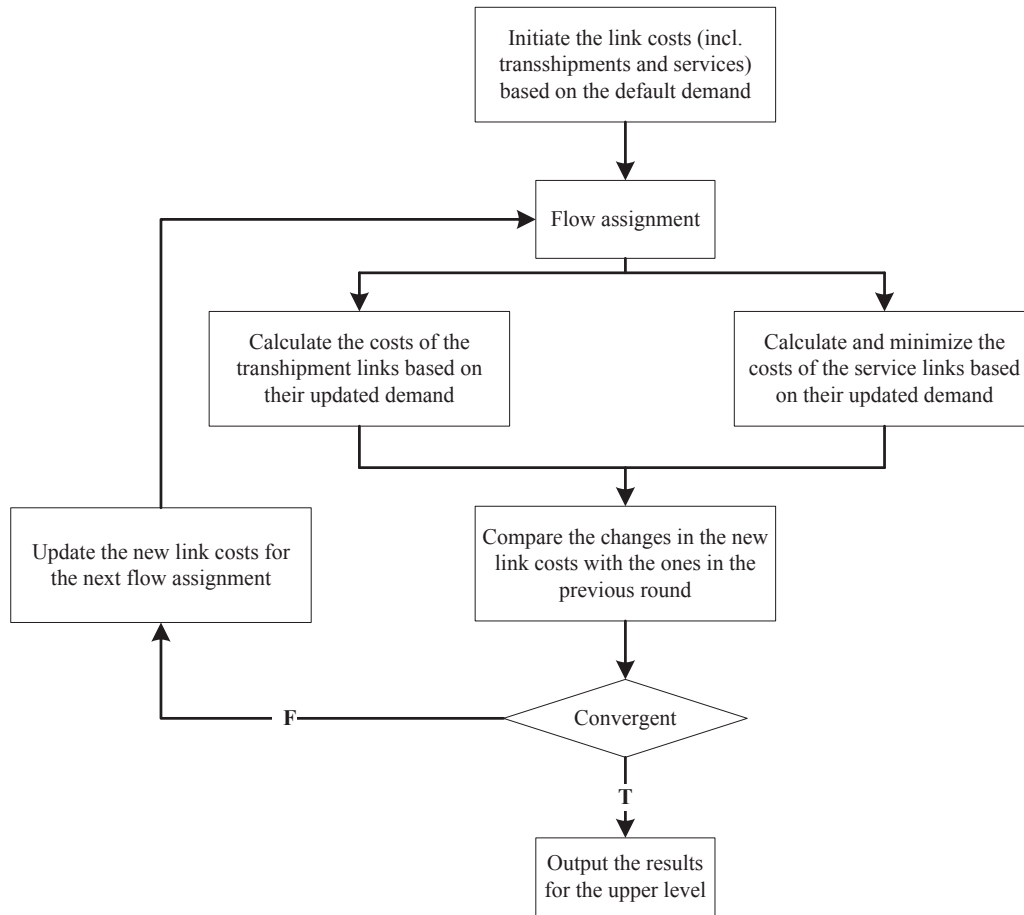 Initiate the link costs (incl.
transshipments and services)
based on the default demand
Flow assignment
Calculate the costs of the
transhipment links based on
their updated demand
Calculate and minimize the
costs of the service links based
on their updated demand
Update the new link costs for
the next flow assignment
Compare the changes in the new
link costs with the ones in the
previous round
Convergent
F
T
Output the results
for the upper level